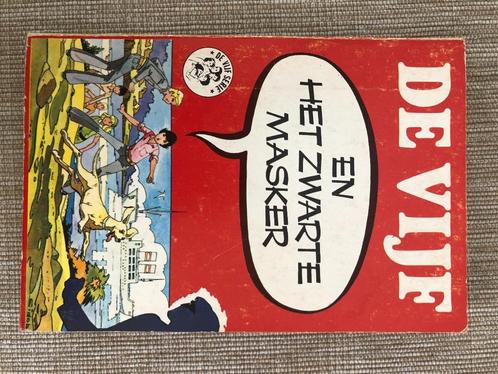 DE VIJF
EN
HET ZWARTE
MASKER
DE VIJF SERIE